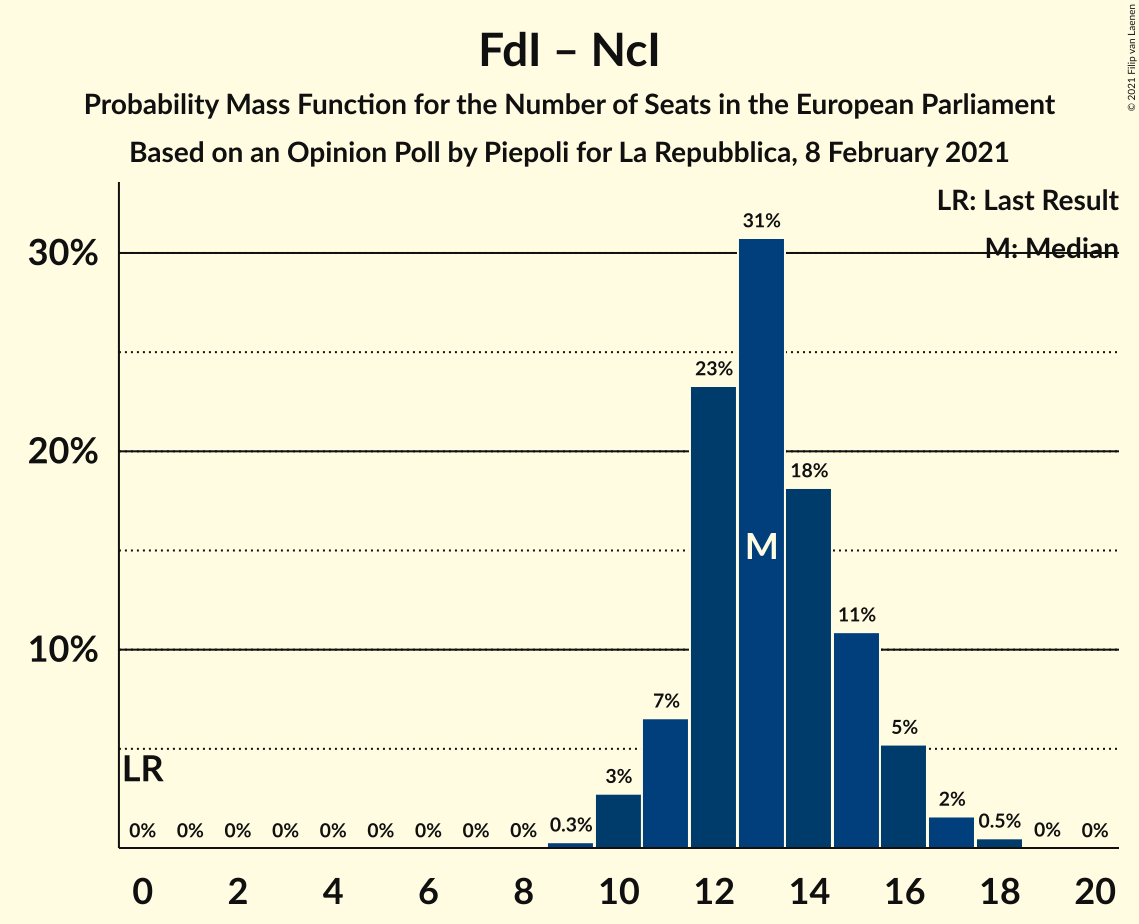 FdI – NcI
Probability Mass Function for the Number of Seats in the European Parliament
Based on an Opinion Poll by Piepoli for La Repubblica, 8 February 2021
© 2021 Filip van Laenen
LR: Last Result
M: Median
30%
20%
10%
31%
23%
18%
11%
7%
5%
3%
2%
0.5%
0.3%
M
LR
0% 0% 0% 0% 0% 0% 0% 0% 0% 0% 0%
0 2 4 6 8 10 12 14 16 18 20